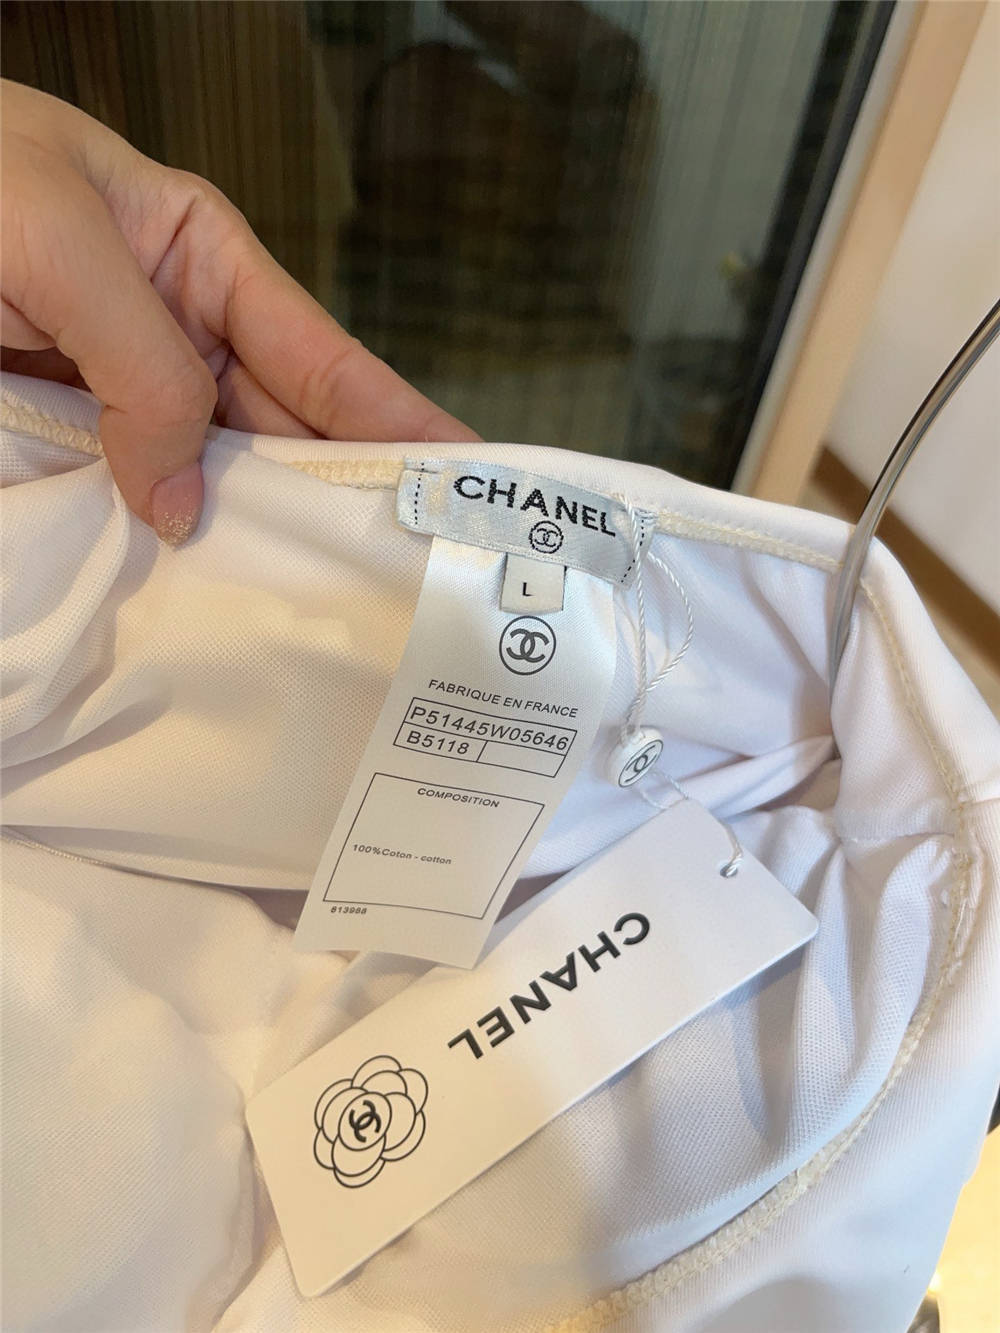 CHANEL
L
FABRIQUE EN FRANCE
P51445W05646
B5118
COMPOSITION
100%Coton - cotton
813988
CHANEL